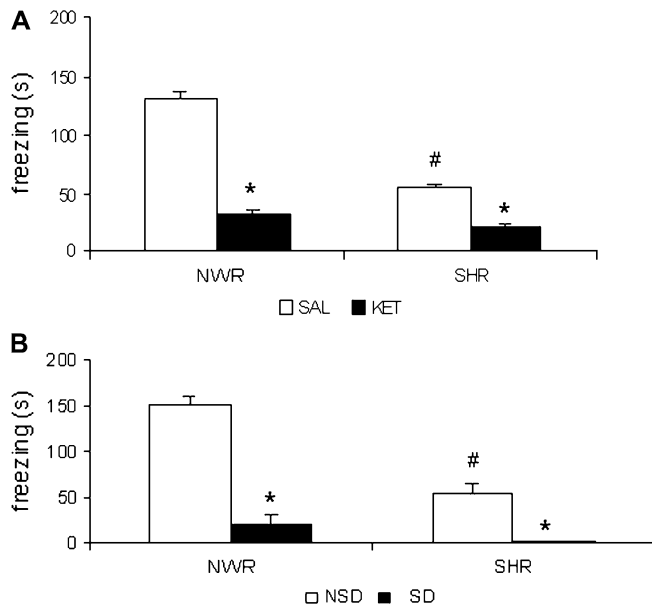 A
200
150
100
50
0
freezing (s)
*
#
*
NWR SHR
SAL KET
B
200
150
100
50
0
freezing (s)
*
#
*
NWR SHR
NSD SD